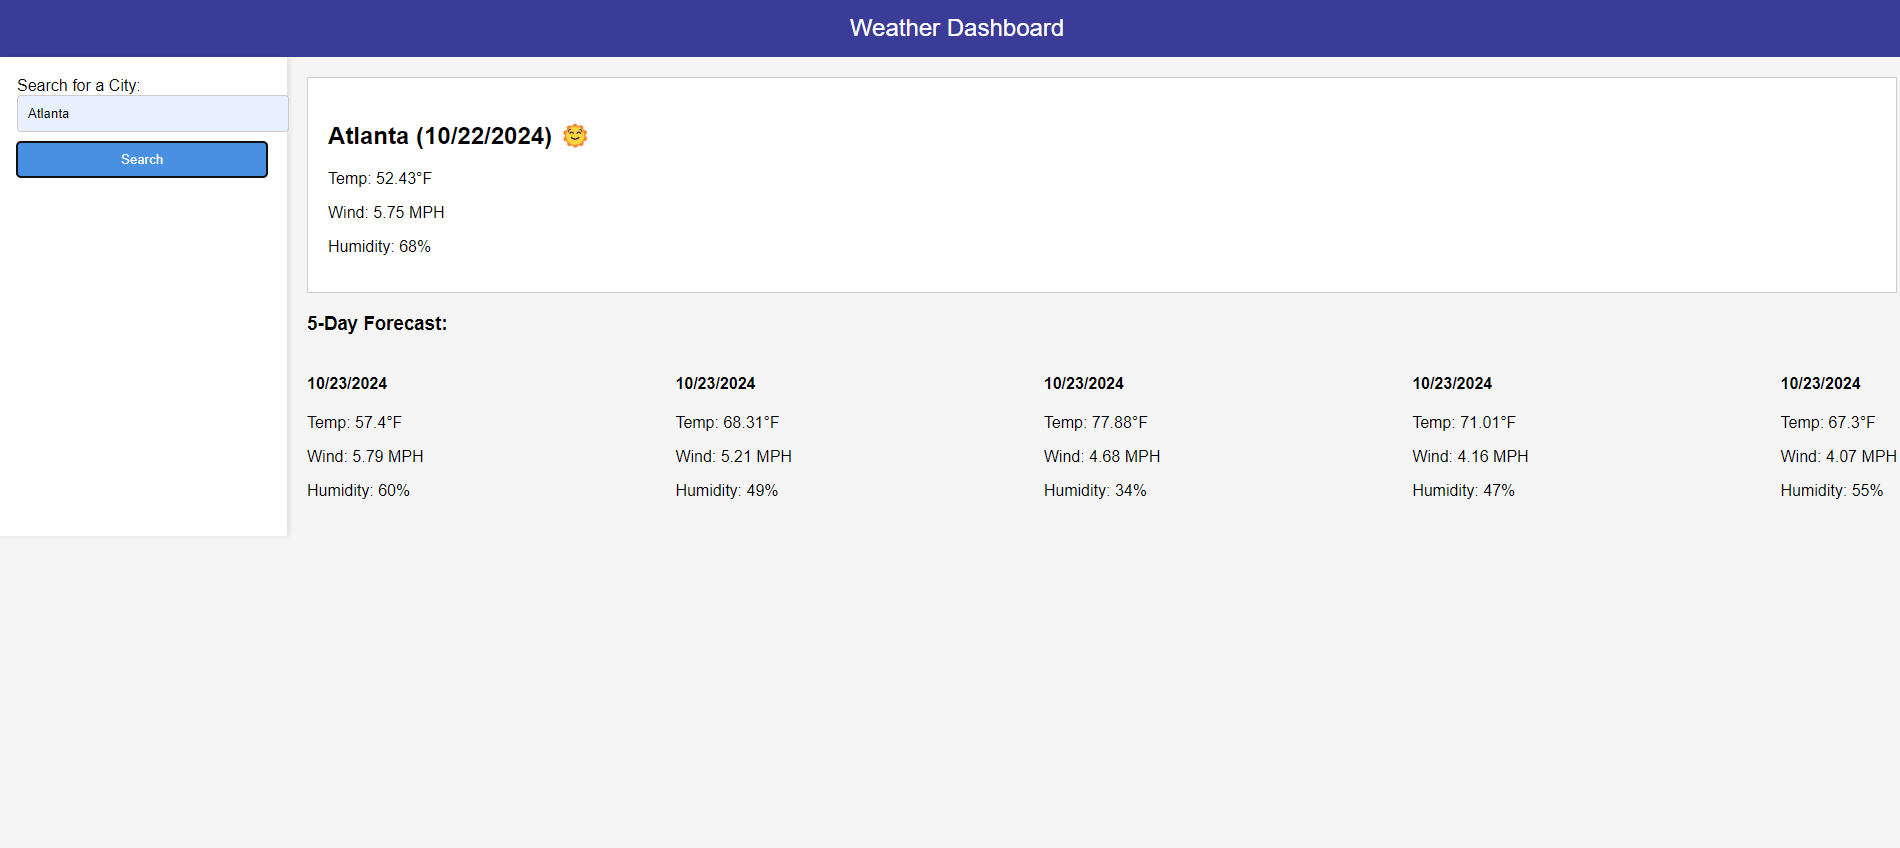 Weather Dashboard
Search for a City:
Atlanta
Search
Atlanta (10/22/2024)
Temp: 52.43°F
Wind: 5.75 MPH
Humidity: 68%
5-Day Forecast:
10/23/2024
Temp: 57.4°F
Wind: 5.79 MPH
Humidity: 60%
10/23/2024
Temp: 68.31°F
Wind: 5.21 MPH
Humidity: 49%
10/23/2024
Temp: 77.88°F
Wind: 4.68 MPH
Humidity: 34%
10/23/2024
Temp: 71.01°F
Wind: 4.16 MPH
Humidity: 47%
10/23/2024
Temp: 67.3°F
Wind: 4.07 MPH
Humidity: 55%